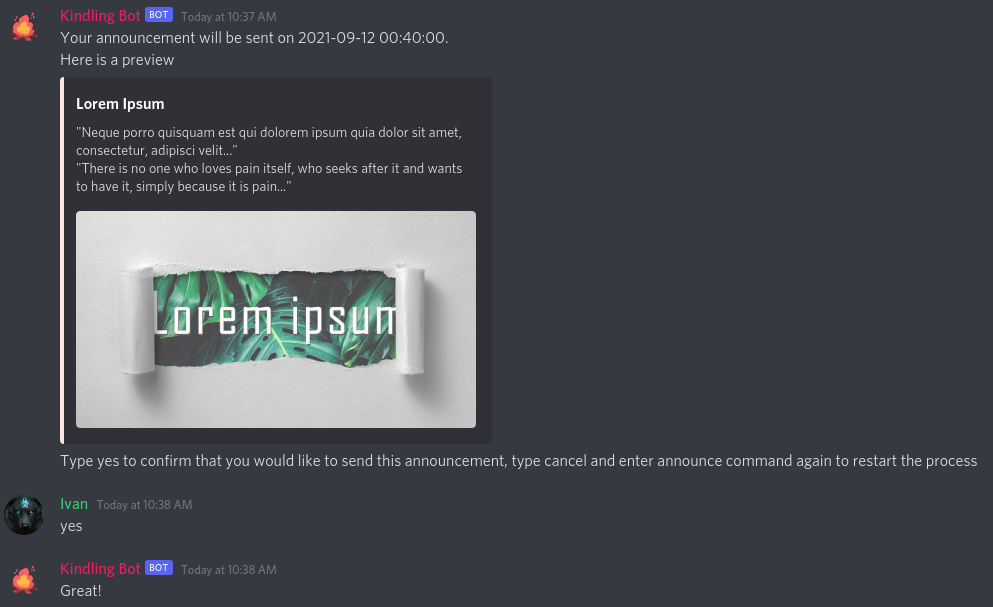 Kindling Bot BOT Today at 10:37 AM
Your announcement will be sent on 2021-09-12 00:40:00.
Here is a preview
Lorem Ipsum
"Neque porro quisquam est qui dolorem ipsum quia dolor sit amet,
consectetur, adipisci velit..."
"There is no one who loves pain itself, who seeks after it and wants
to have it, simply because it is pain..."
Lorem ipsum
Type yes to confirm that you would like to send this announcement, type cancel and enter announce command again to restart the process
Ivan Today at 10:38 AM
yes
Kindling Bot BOT Today at 10:38 AM
Great!